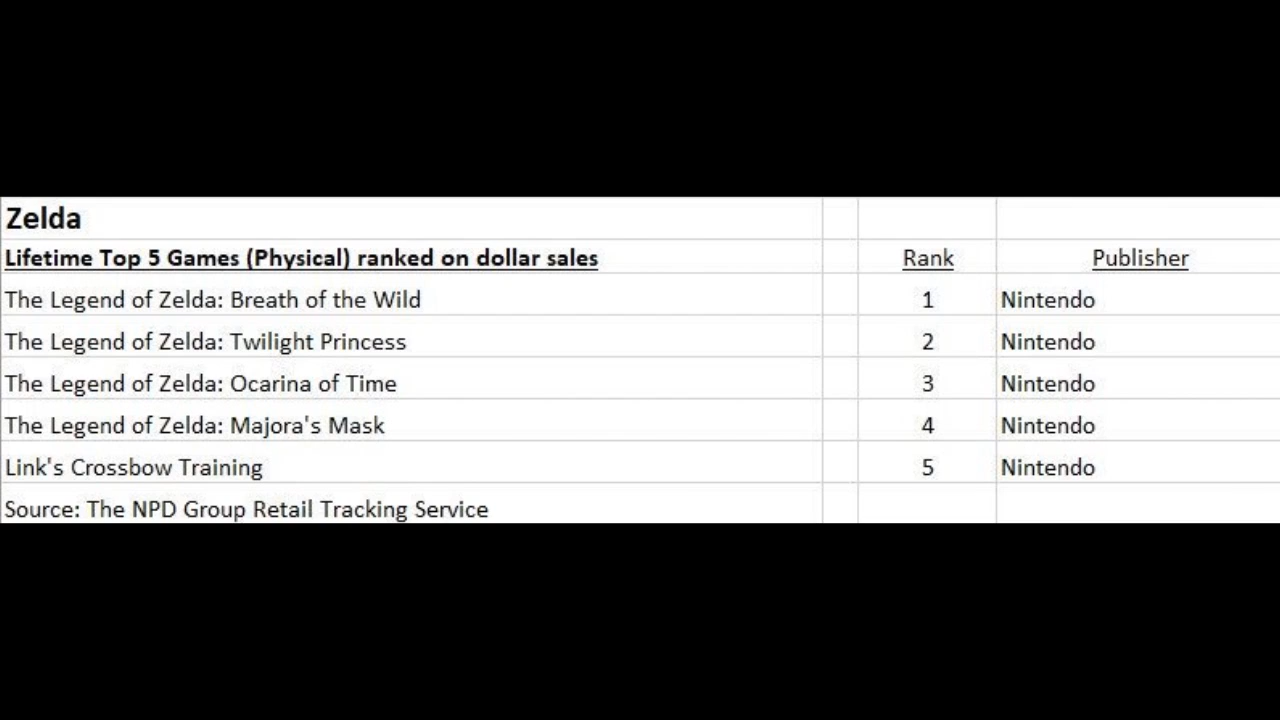 Zelda
Lifetime Top 5 Games (Physical) ranked on dollar sales Rank Publisher
The Legend of Zelda: Breath of the Wild 1 Nintendo
The Legend of Zelda: Twilight Princess 2 Nintendo
The Legend of Zelda: Ocarina of Time 3 Nintendo
The Legend of Zelda: Majora's Mask 4 Nintendo
Link's Crossbow Training 5 Nintendo
Source: The NPD Group Retail Tracking Service